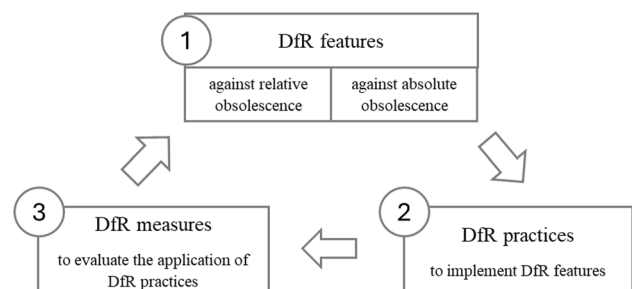 1
DfR features
against relative
obsolescence
against absolute
obsolescence
2
DfR practices
to implement DfR features
3
DfR measures
to evaluate the application of
DfR practices